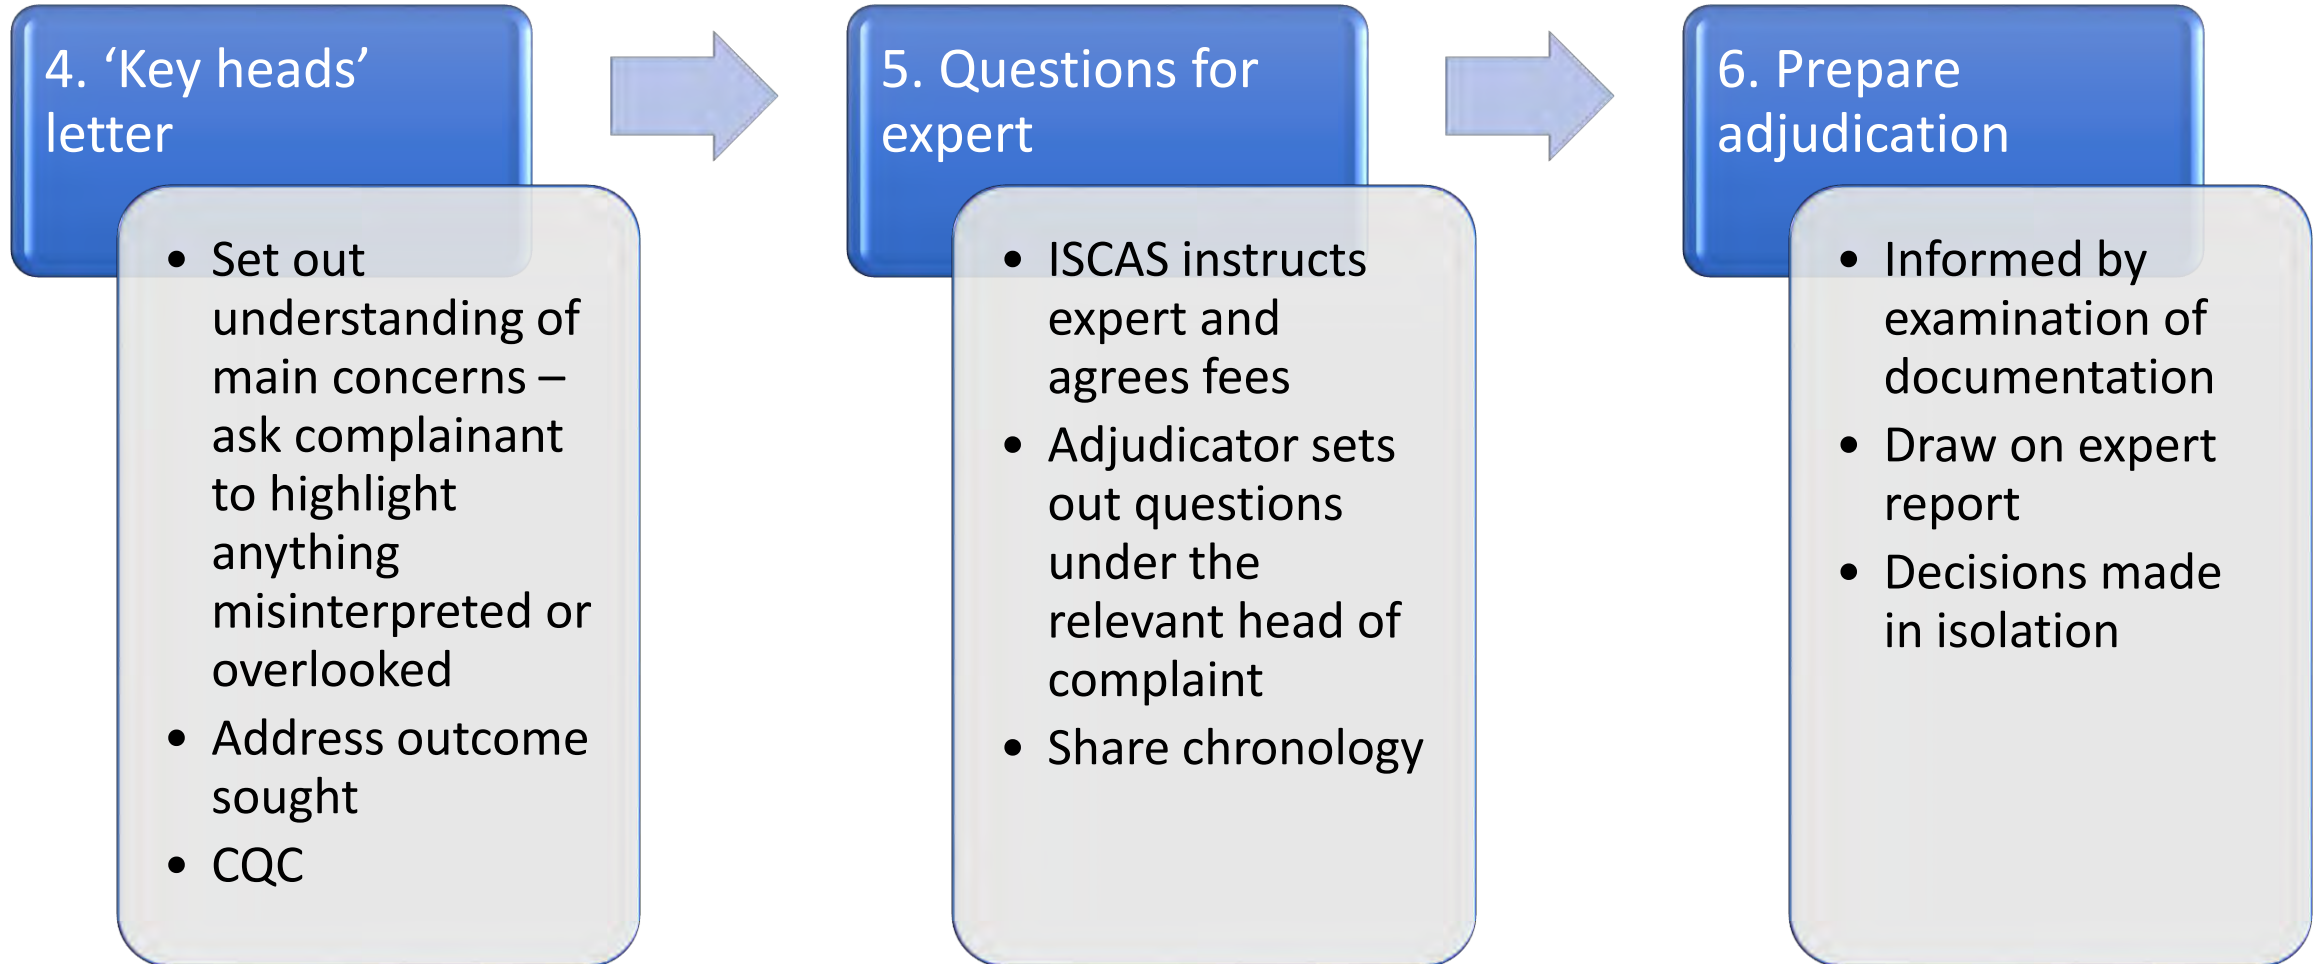 4. ‘Key heads’
letter
• Set out
understanding of
main concerns –
ask complainant
to highlight
anything
misinterpreted or
overlooked
• Address outcome
sought
• CQC
5. Questions for
expert
• ISCAS instructs
expert and
agrees fees
• Adjudicator sets
out questions
under the
relevant head of
complaint
• Share chronology
6. Prepare
adjudication
• Informed by
examination of
documentation
• Draw on expert
report
• Decisions made
in isolation